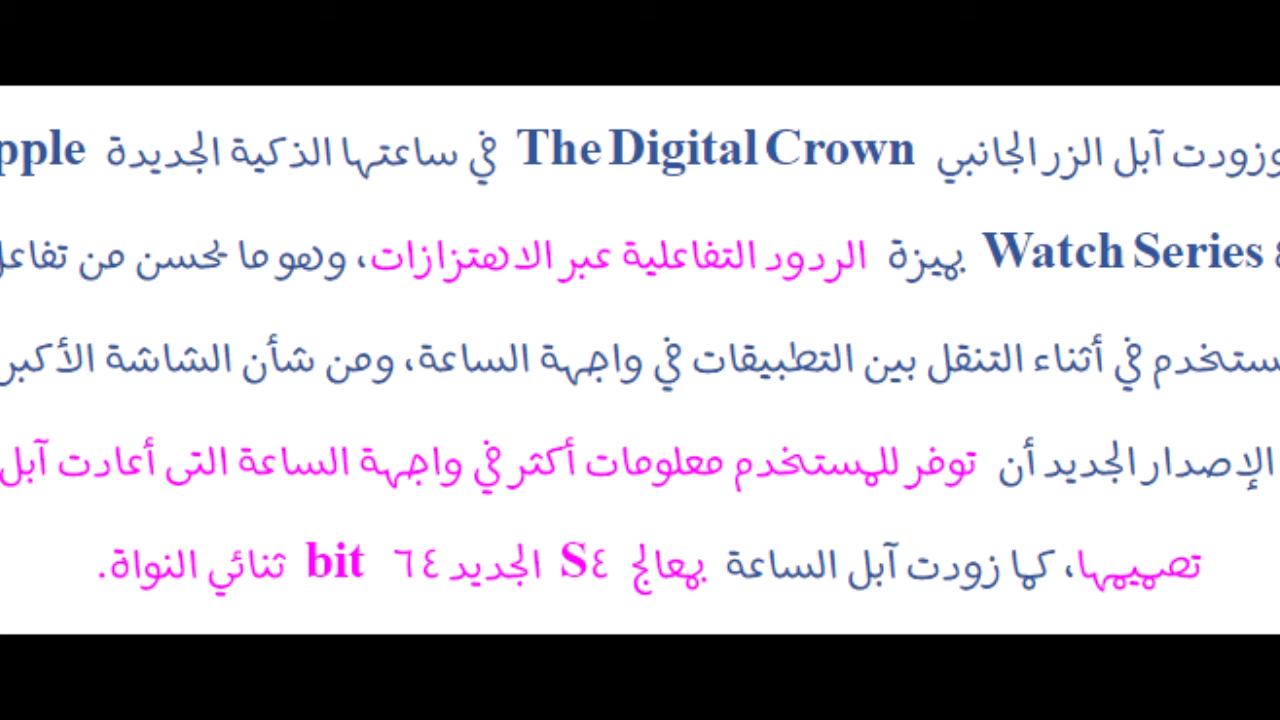 وزودت آبل الزر الجانبي The Digital Crown في ساعتها الذكية الجديدة pple
Watch Series بميزة الردود التفاعلية عبر الاهتزازات، وهو ما يحسن من تفاعل
ستخدم في أثناء التنقل بين التطبيقات في واجهة الساعة، ومن شأن الشاشة الأكبر
الإصدار الجديد أن توفر للمستخدم معلومات أكثر في واجهة الساعة التى أعادت آبل
تصميمها، كما زودت آبل الساعة بمعالج S٤ الجديد ٦٤ bit ثنائي النواة.